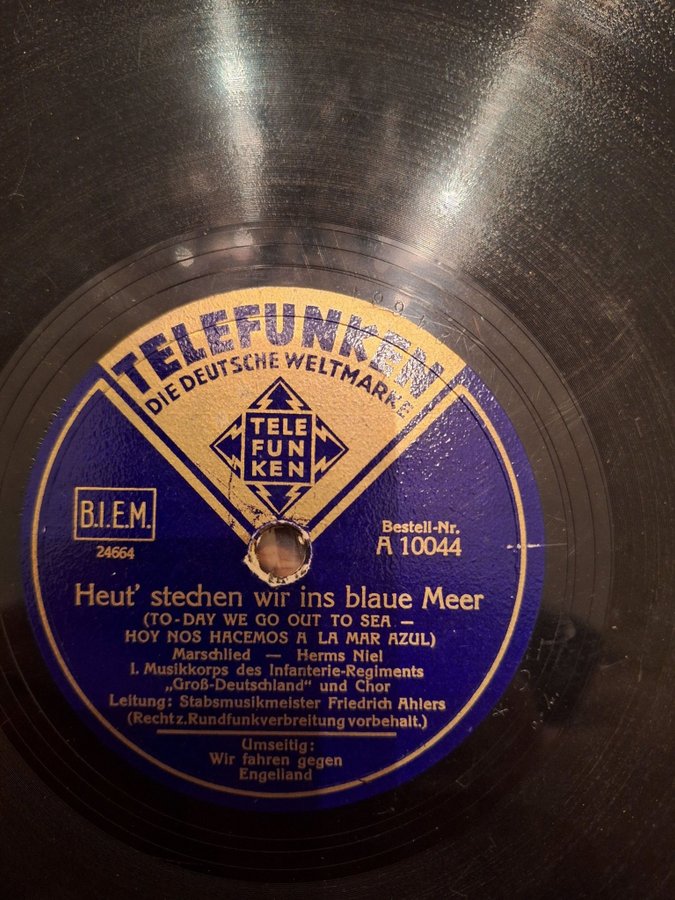 TELEFUNKEN
DIE DEUTSCHE WELTMARKE
TELE
FUN
KEN
B.I.E.M.
24664
Bestell-Nr.
A 10044
Heut' stechen wir ins blaue Meer
(TO-DAY WE GO OUT TO SEA –
HOY NOS HACEMOS A LA MAR AZUL)
Marschlied — Herms Niel
I. Musikkorps des Infanterie-Regiments
„Groß-Deutschland" und Chor
Leitung: Stabsmusikmeister Friedrich Ahlers
(Recht z. Rundfunkverbreitung vorbehalt.)
Umseitig:
Wir fahren gegen
Engelland